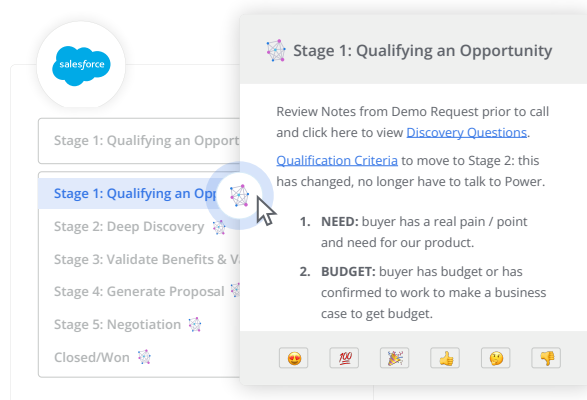 salesforce
Stage 1: Qualifying an Opport
Stage 1: Qualifying an Opp
Stage 2: Deep Discovery
Stage 3: Validate Benefits & V
Stage 4: Generate Proposal
Stage 5: Negotiation
Closed/Won
Stage 1: Qualifying an Opportunity
Review Notes from Demo Request prior to call
and click here to view Discovery Questions.
Qualification Criteria to move to Stage 2: this
has changed, no longer have to talk to Power.
1. NEED: buyer has a real pain / point
and need for our product.
2. BUDGET: buyer has budget or has
confirmed to work to make a business
case to get budget.
100